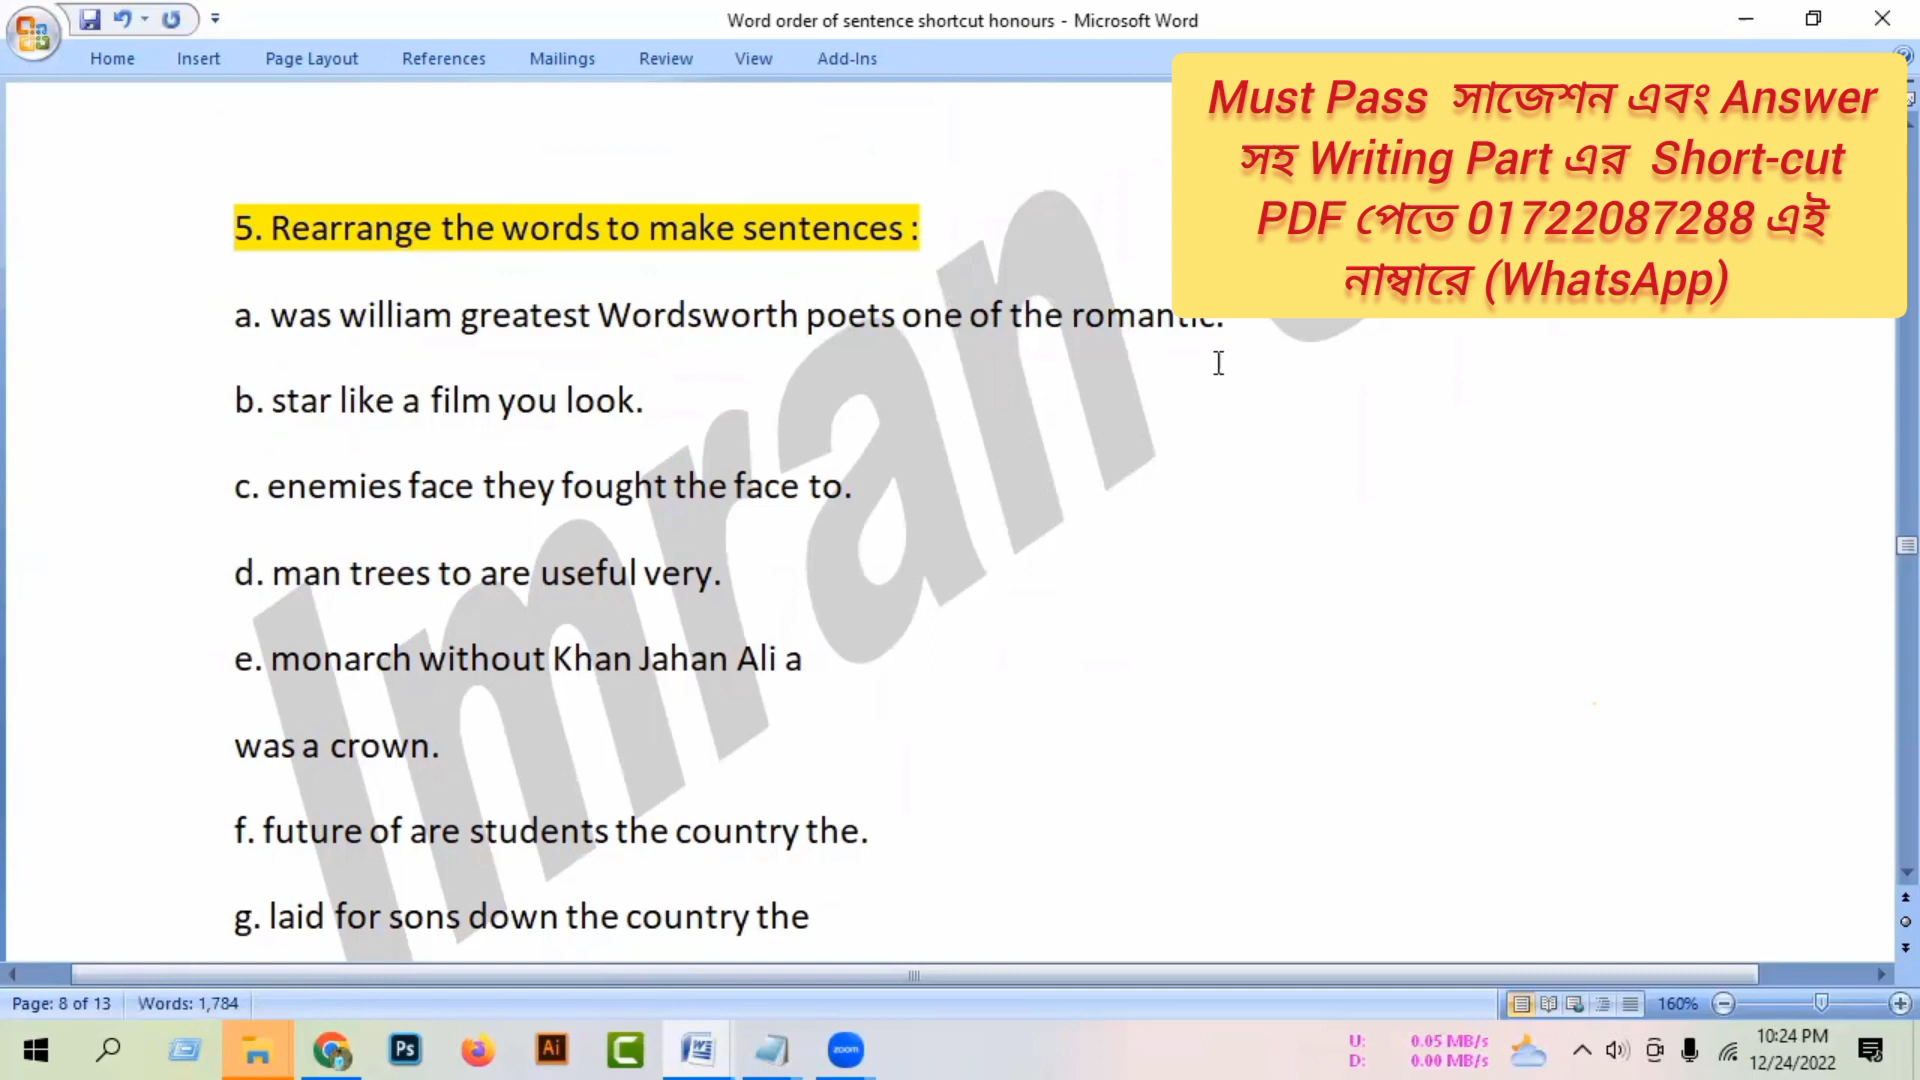 Word order of sentence shortcut honours - Microsoft Word
Home Insert Page Layout References Mailings Review View Add-Ins
Must Pass সাজেশন এবং Answer
সহ Writing Part এর Short-cut
PDF পেতে 01722087288 এই
নাম্বারে (WhatsApp)
5. Rearrange the words to make sentences :
a. was william greatest Wordsworth poets one of the romantic.
b. star like a film you look.
c. enemies face they fought the face to.
d. man trees to are useful very.
e. monarch without Khan Jahan Ali a
was a crown.
f. future of are students the country the.
g. laid for sons down the country the
Imran
Page: 8 of 13 Words: 1,784 160%
Ps Ai zoom
U: 0.05 MB/s
D: 0.00 MB/s
10:24 PM
12/24/2022